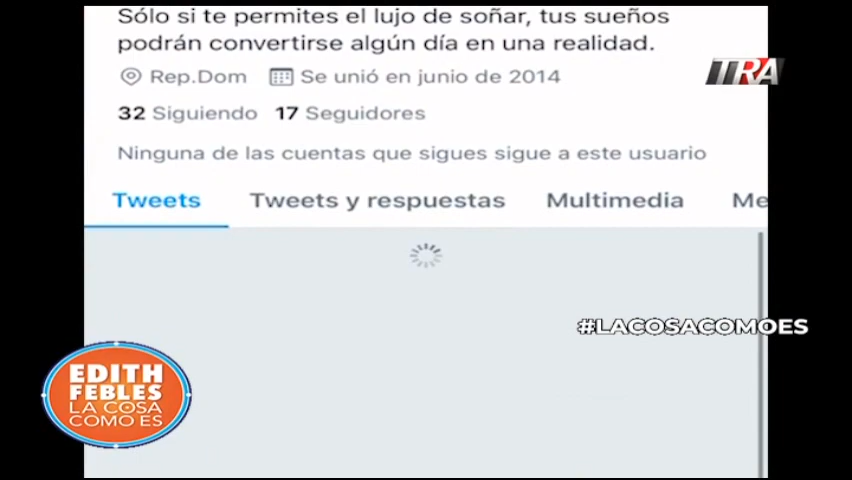 Sólo si te permites el lujo de soñar, tus sueños
podrán convertirse algún día en una realidad.
Rep.Dom Se unió en junio de 2014
32 Siguiendo 17 Seguidores
Ninguna de las cuentas que sigues sigue a este usuario
Tweets Tweets y respuestas Multimedia Me
TRA
#LACOSACOMOES
EDITH
FEBLES
LA COSA
COMO ES